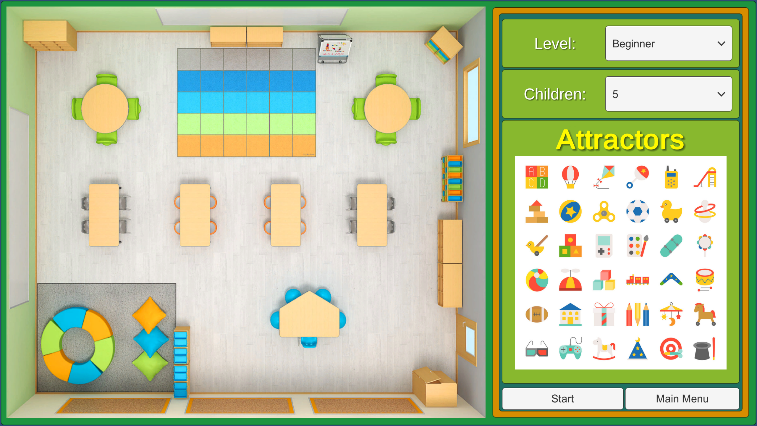 Level:
Beginner
Children:
5
Attractors
A B
D
Start
Main Menu